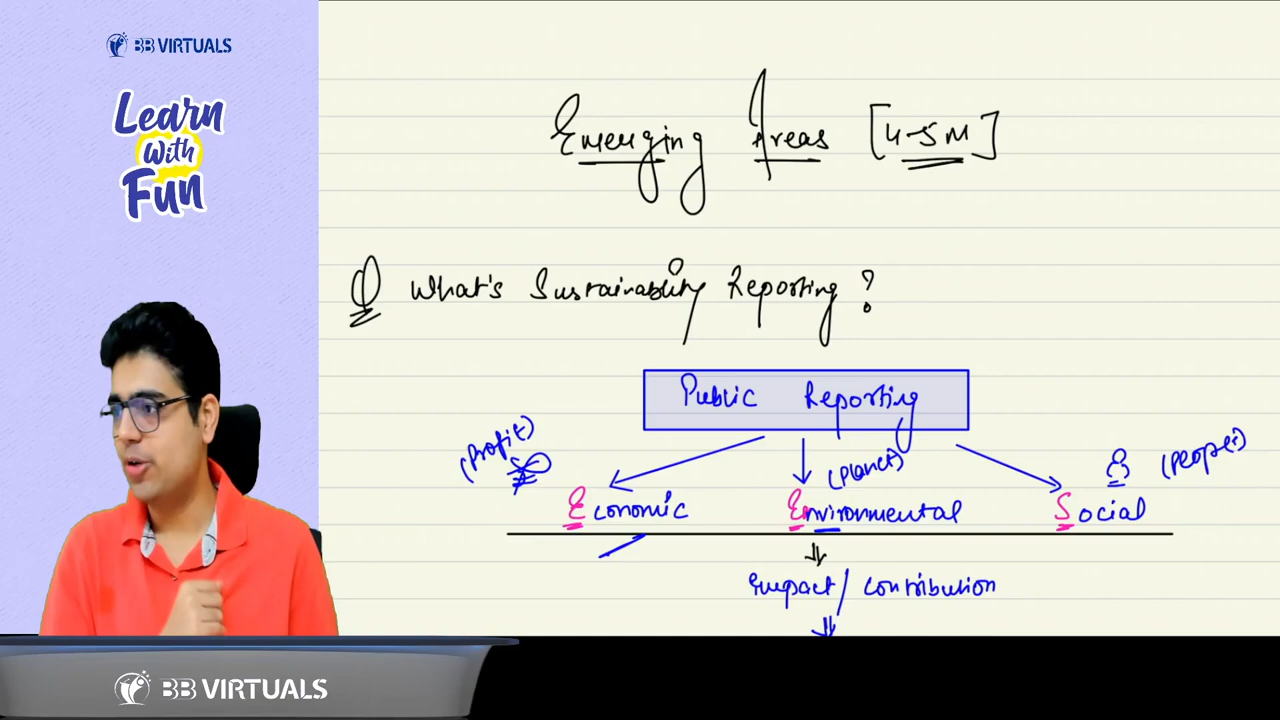 BB VIRTUALS
Learn
With
Fun
Emerging Areas [4-5M]
Q What's Sustainability Reporting?
Public Reporting
(Profit)
(Planet)
(People)
Economic
Environmental
Social
Impact/ contribution
BB VIRTUALS